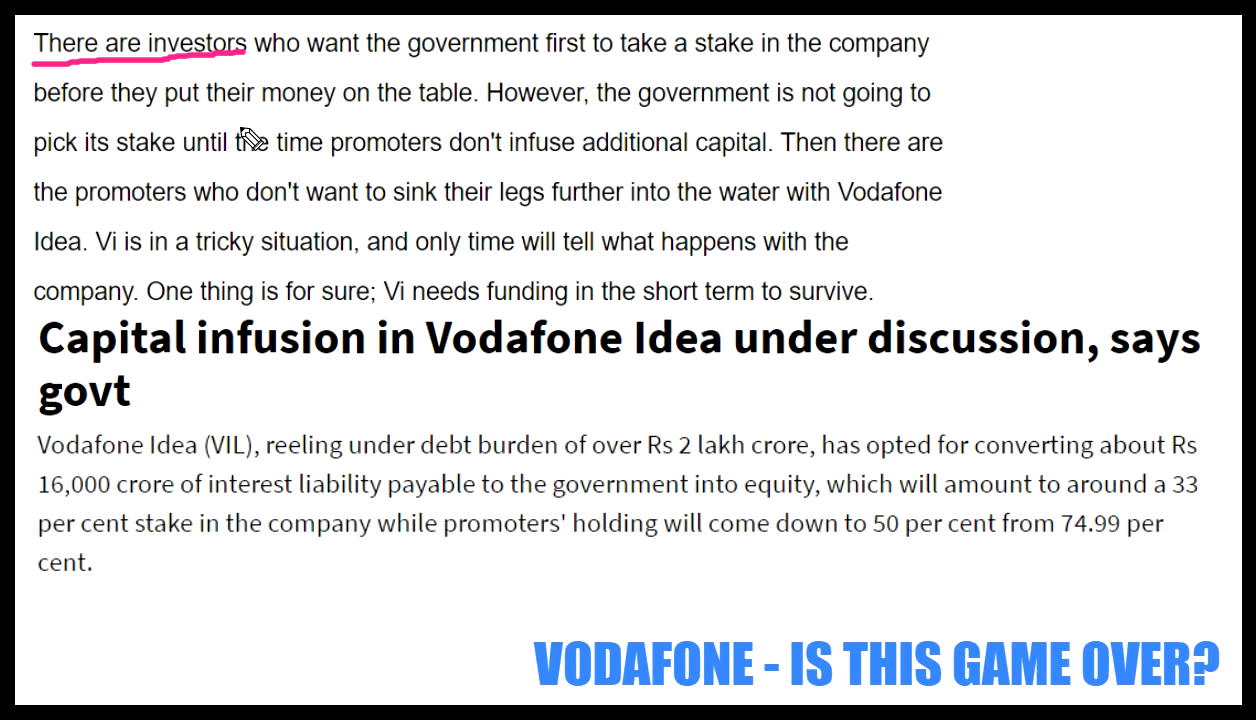 There are investors who want the government first to take a stake in the company
before they put their money on the table. However, the government is not going to
pick its stake until the time promoters don't infuse additional capital. Then there are
the promoters who don't want to sink their legs further into the water with Vodafone
Idea. Vi is in a tricky situation, and only time will tell what happens with the
company. One thing is for sure; Vi needs funding in the short term to survive.
Capital infusion in Vodafone Idea under discussion, says
govt
Vodafone Idea (VIL), reeling under debt burden of over Rs 2 lakh crore, has opted for converting about Rs
16,000 crore of interest liability payable to the government into equity, which will amount to around a 33
per cent stake in the company while promoters' holding will come down to 50 per cent from 74.99 per
cent.
VODAFONE - IS THIS GAME OVER?